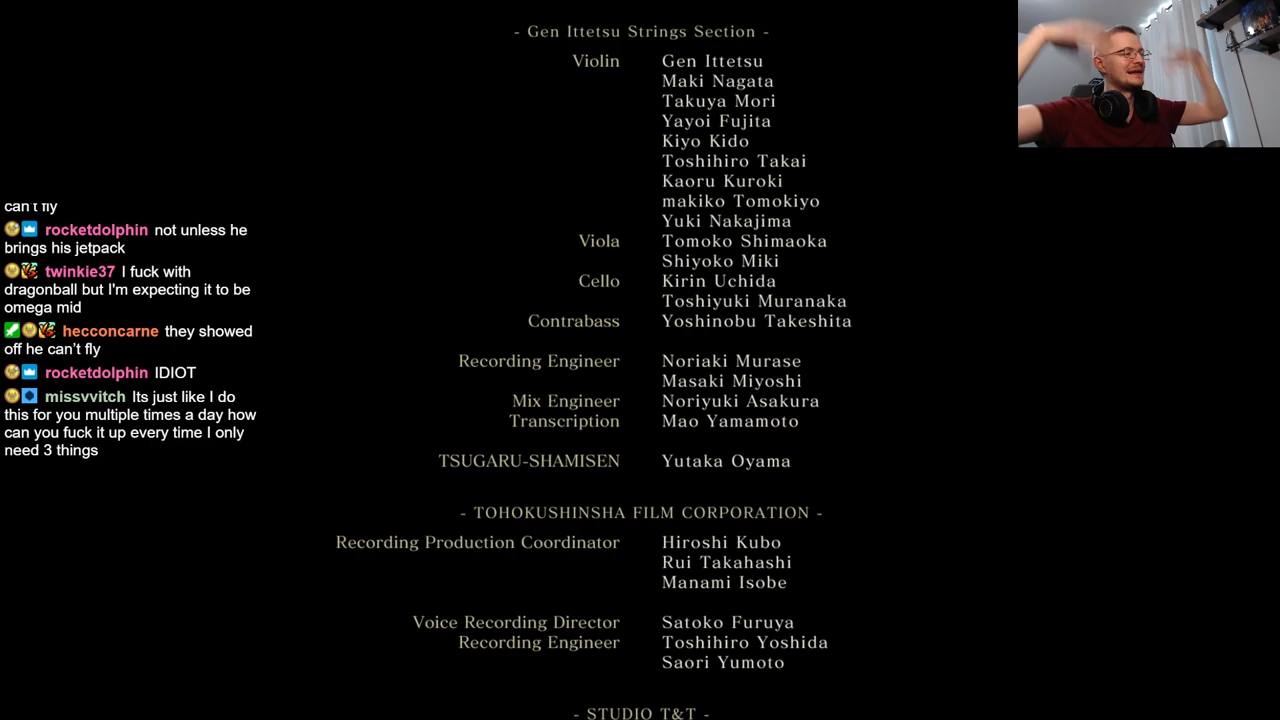 - Gen Ittetsu Strings Section -
Violin Gen Ittetsu
Maki Nagata
Takuya Mori
Yayoi Fujita
Kiyo Kido
Toshihiro Takai
Kaoru Kuroki
makiko Tomokiyo
Yuki Nakajima
Viola Tomoko Shimaoka
Shiyoko Miki
Cello Kirin Uchida
Toshiyuki Muranaka
Contrabass Yoshinobu Takeshita
Recording Engineer Noriaki Murase
Masaki Miyoshi
Mix Engineer Noriyuki Asakura
Transcription Mao Yamamoto
TSUGARU-SHAMISEN Yutaka Oyama
- TOHOKUSHINSHA FILM CORPORATION -
Recording Production Coordinator Hiroshi Kubo
Rui Takahashi
Manami Isobe
Voice Recording Director Satoko Furuya
Recording Engineer Toshihiro Yoshida
Saori Yumoto
- STUDIO T&T -
can't fly
rocketdolphin not unless he
brings his jetpack
twinkie37 I fuck with
dragonball but I'm expecting it to be
omega mid
hecconcarne they showed
off he can't fly
rocketdolphin IDIOT
missvvitch Its just like I do
this for you multiple times a day how
can you fuck it up every time I only
need 3 things